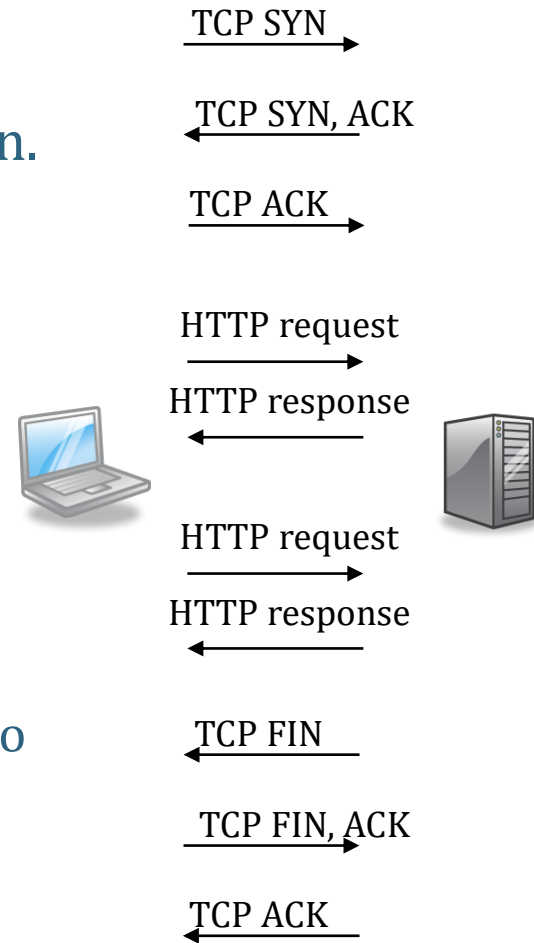 TCP SYN
TCP SYN, ACK
n.
TCP ACK
HTTP request
HTTP response
HTTP request
HTTP response
o
TCP FIN
TCP FIN, ACK
TCP ACK